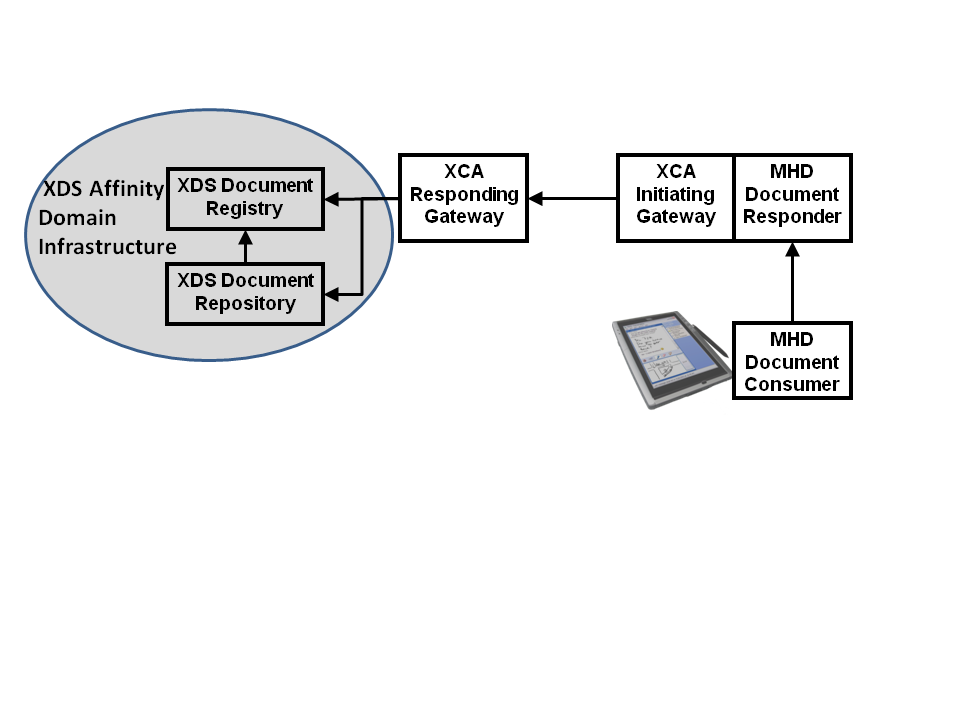 XDS Affinity
Domain
Infrastructure
XDS Document
Registry
XDS Document
Repository
XCA
Responding
Gateway
XCA
Initiating
Gateway
MHD
Document
Responder
MHD
Document
Consumer